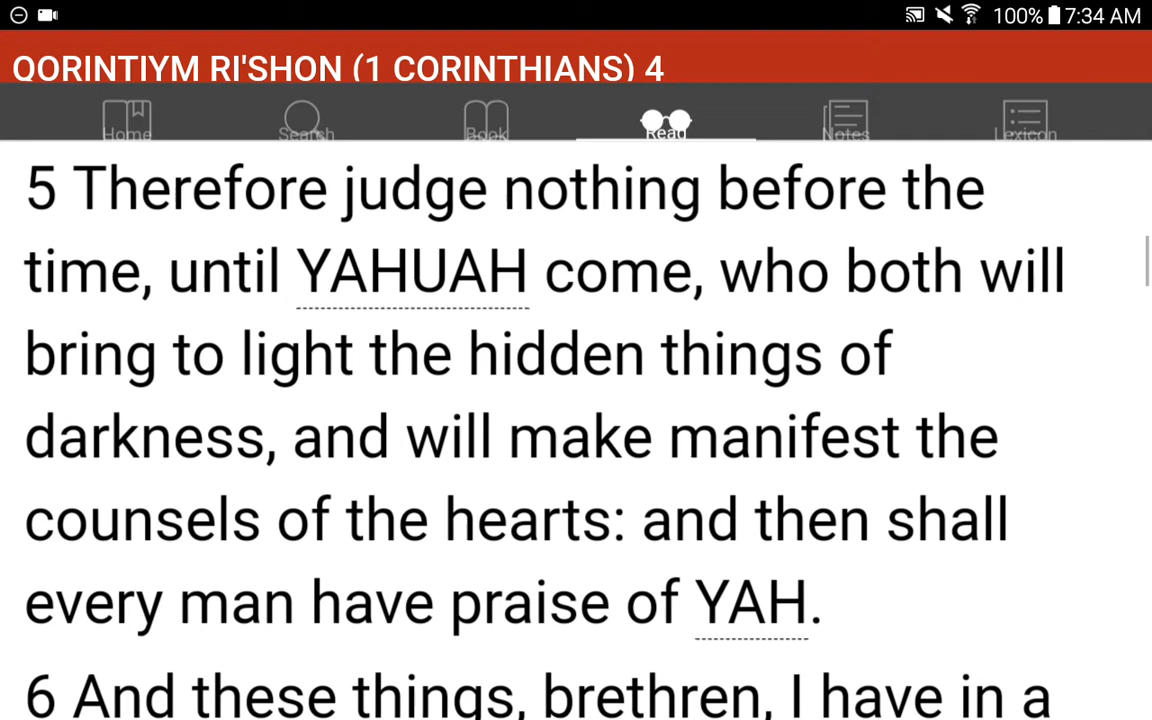 100% 7:34 AM
QORINTIYM RI'SHON (1 CORINTHIANS) 4
Home Search Book Read Notes Lexicon
5 Therefore judge nothing before the
time, until YAHUAH come, who both will
bring to light the hidden things of
darkness, and will make manifest the
counsels of the hearts: and then shall
every man have praise of YAH.
6 And these things, brethren, I have in a